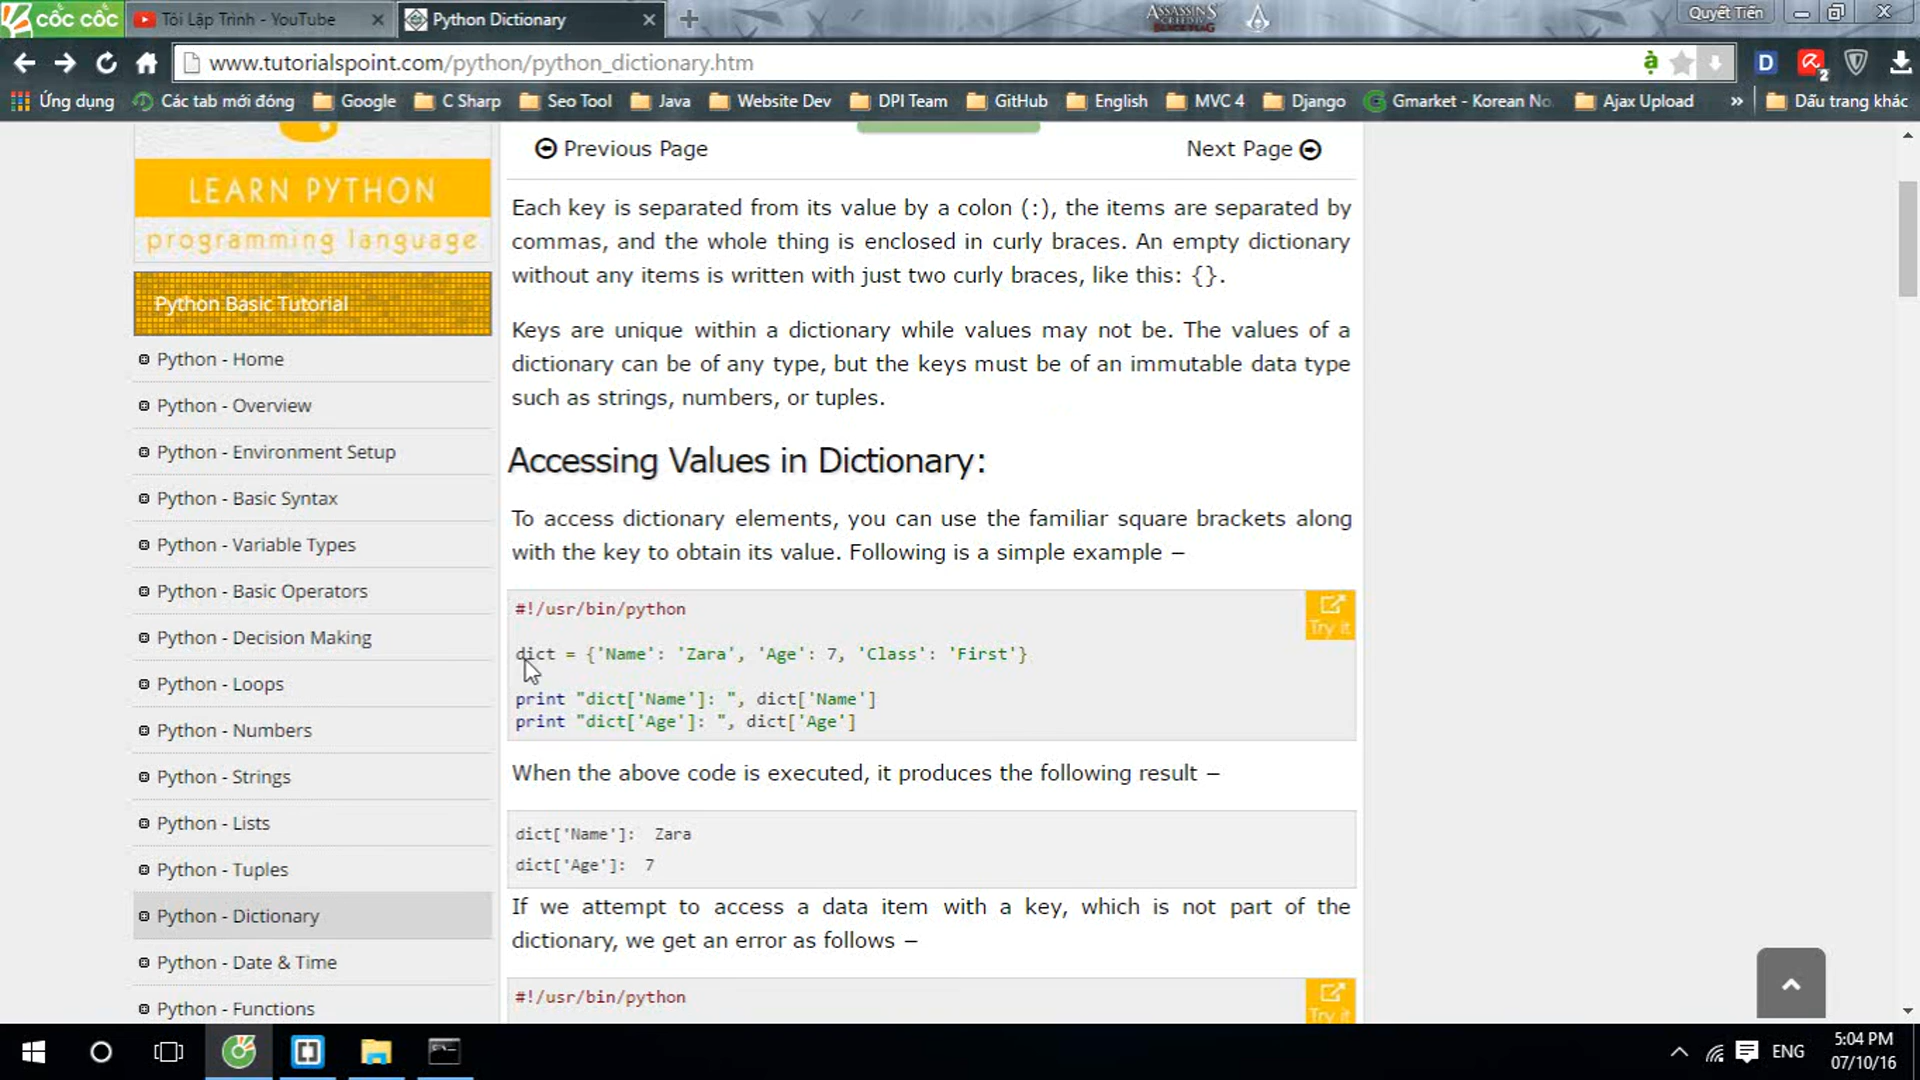 cốc cốc
Tôi Lập Trình - YouTube
Python Dictionary
ASSASSIN'S
Quyết Tiến
www.tutorialspoint.com/python/python_dictionary.htm
ạ
D
2
Ứng dụng
Các tab mới đóng
Google
C Sharp
Seo Tool
Java
Website Dev
DPI Team
GitHub
English
MVC 4
Django
Gmarket - Korean No
Ajax Upload
»
Dấu trang khác
LEARN PYTHON
programming language
Python Basic Tutorial
Python - Home
Python - Overview
Python - Environment Setup
Python - Basic Syntax
Python - Variable Types
Python - Basic Operators
Python - Decision Making
Python - Loops
Python - Numbers
Python - Strings
Python - Lists
Python - Tuples
Python - Dictionary
Python - Date & Time
Python - Functions
Previous Page
Next Page
Each key is separated from its value by a colon (:), the items are separated by
commas, and the whole thing is enclosed in curly braces. An empty dictionary
without any items is written with just two curly braces, like this: {}.
Keys are unique within a dictionary while values may not be. The values of a
dictionary can be of any type, but the keys must be of an immutable data type
such as strings, numbers, or tuples.
Accessing Values in Dictionary:
To access dictionary elements, you can use the familiar square brackets along
with the key to obtain its value. Following is a simple example −
#!/usr/bin/python
Try it
dict = {'Name': 'Zara', 'Age': 7, 'Class': 'First'}
print "dict['Name']: ", dict['Name']
print "dict['Age']: ", dict['Age']
When the above code is executed, it produces the following result −
dict['Name']:  Zara
dict['Age']:  7
If we attempt to access a data item with a key, which is not part of the
dictionary, we get an error as follows −
#!/usr/bin/python
Try it
ENG
5:04 PM
07/10/16